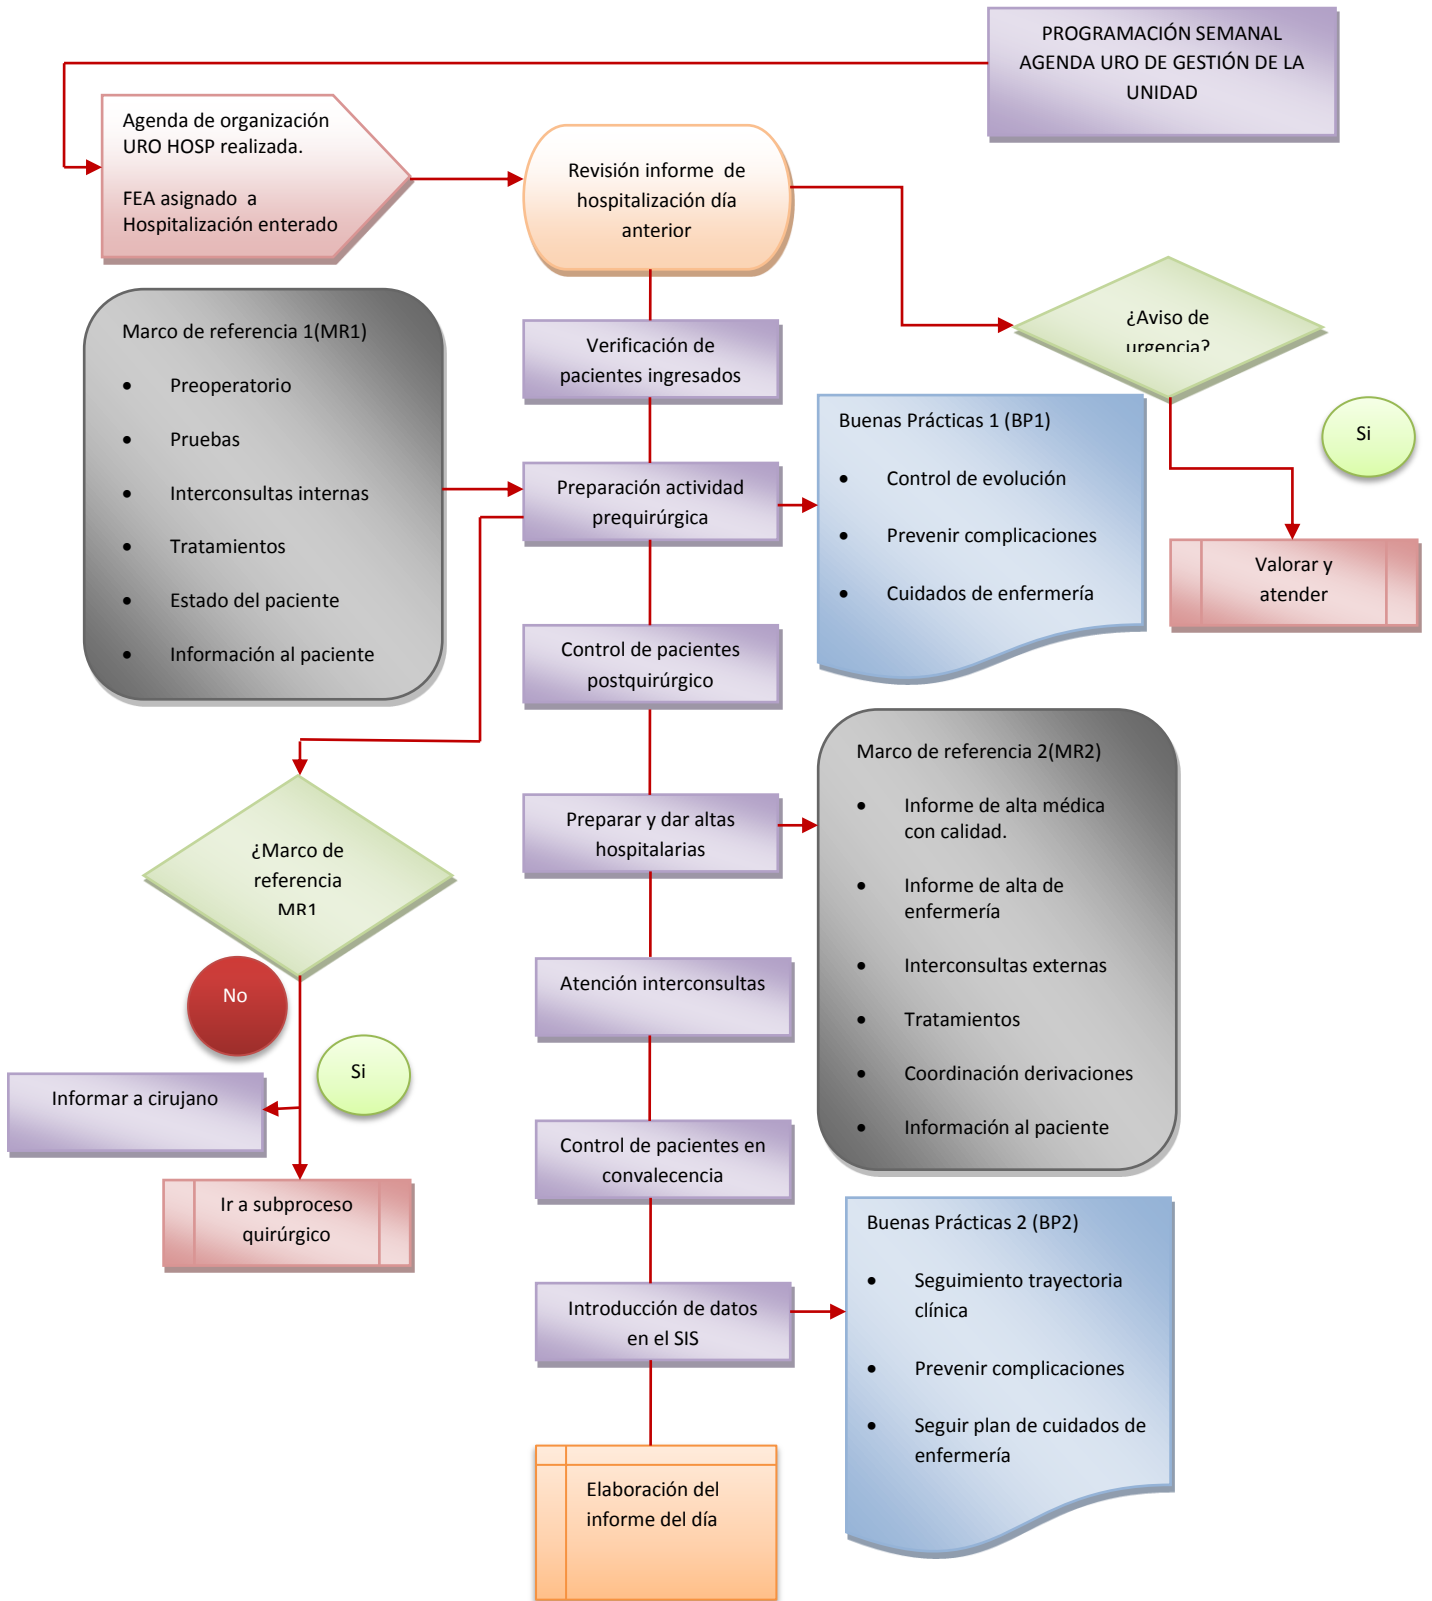 PROGRAMACIÓN SEMANAL
AGENDA URO DE GESTIÓN DE LA
UNIDAD
Agenda de organización
URO HOSP realizada.
FEA asignado a
Hospitalización enterado
Revisión informe de
hospitalización día
anterior
¿Aviso de
urgencia?
Si
Valorar y
atender
Marco de referencia 1(MR1)
• Preoperatorio
• Pruebas
• Interconsultas internas
• Tratamientos
• Estado del paciente
• Información al paciente
Verificación de
pacientes ingresados
Preparación actividad
prequirúrgica
Buenas Prácticas 1 (BP1)
• Control de evolución
• Prevenir complicaciones
• Cuidados de enfermería
Control de pacientes
postquirúrgico
Preparar y dar altas
hospitalarias
Marco de referencia 2(MR2)
• Informe de alta médica
con calidad.
• Informe de alta de
enfermería
• Interconsultas externas
• Tratamientos
• Coordinación derivaciones
• Información al paciente
¿Marco de
referencia
MR1
No
Si
Informar a cirujano
Ir a subproceso
quirúrgico
Atención interconsultas
Control de pacientes en
convalecencia
Introducción de datos
en el SIS
Buenas Prácticas 2 (BP2)
• Seguimiento trayectoria
clínica
• Prevenir complicaciones
• Seguir plan de cuidados de
enfermería
Elaboración del
informe del día